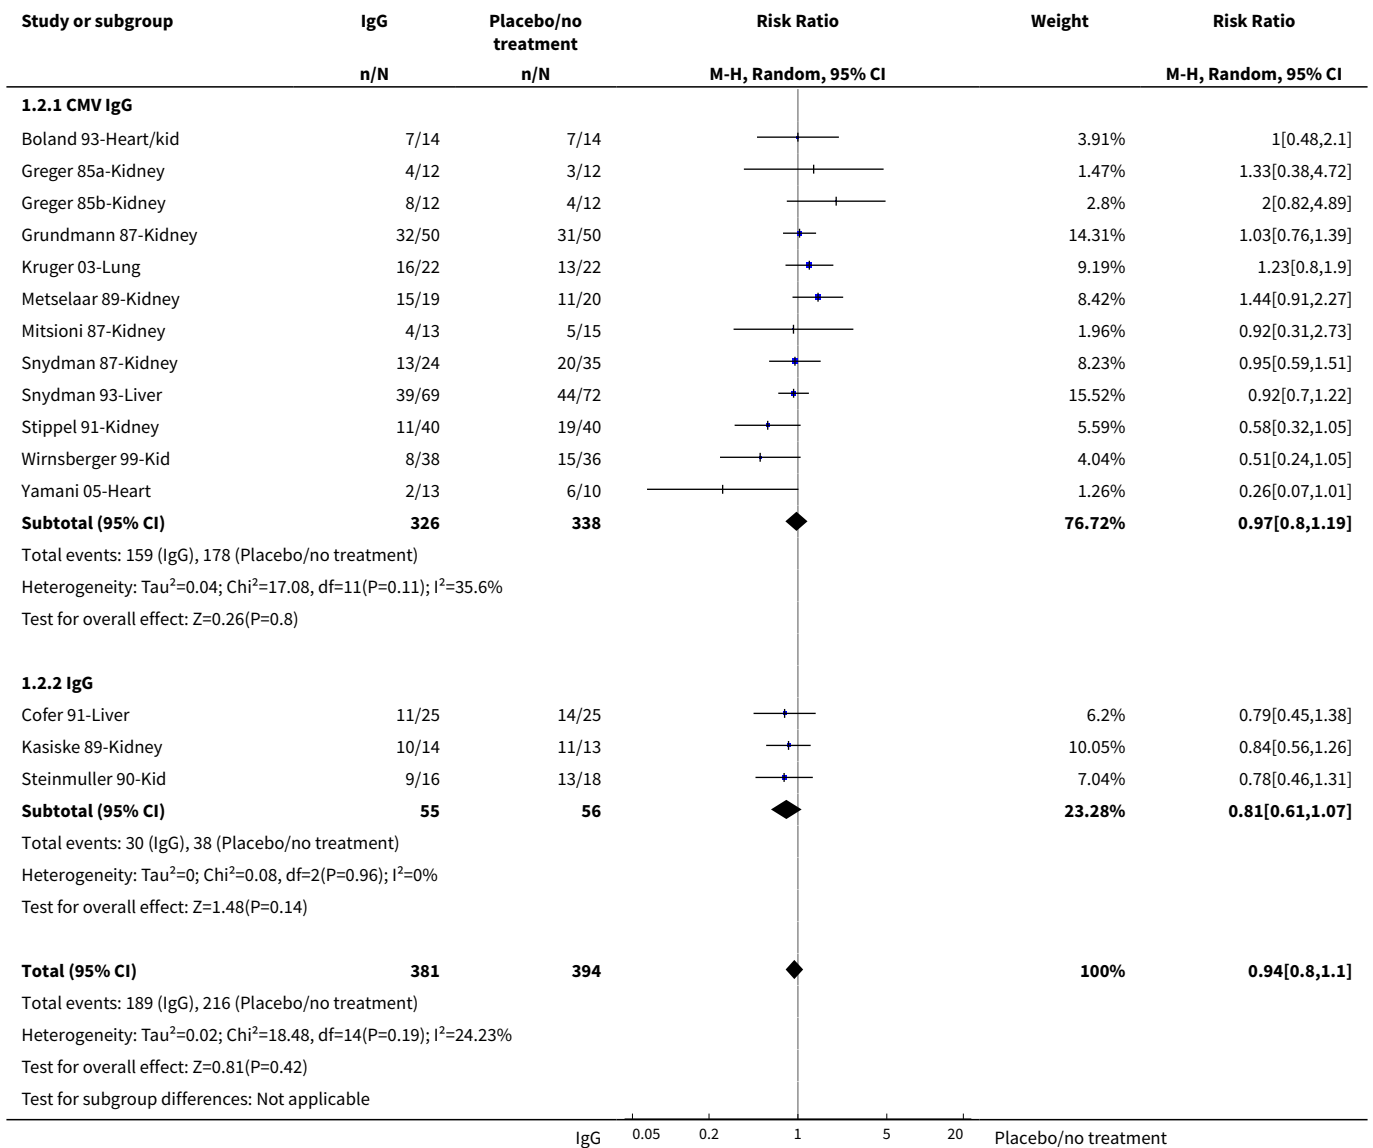 Study or subgroup IgG Placebo/no treatment Risk Ratio Weight Risk Ratio
n/N n/N M-H, Random, 95% CI M-H, Random, 95% CI
1.2.1 CMV IgG
Boland 93-Heart/kid 7/14 7/14 3.91% 1[0.48,2.1]
Greger 85a-Kidney 4/12 3/12 1.47% 1.33[0.38,4.72]
Greger 85b-Kidney 8/12 4/12 2.8% 2[0.82,4.89]
Grundmann 87-Kidney 32/50 31/50 14.31% 1.03[0.76,1.39]
Kruger 03-Lung 16/22 13/22 9.19% 1.23[0.8,1.9]
Metselaar 89-Kidney 15/19 11/20 8.42% 1.44[0.91,2.27]
Mitsioni 87-Kidney 4/13 5/15 1.96% 0.92[0.31,2.73]
Snydman 87-Kidney 13/24 20/35 8.23% 0.95[0.59,1.51]
Snydman 93-Liver 39/69 44/72 15.52% 0.92[0.7,1.22]
Stippel 91-Kidney 11/40 19/40 5.59% 0.58[0.32,1.05]
Wirnsberger 99-Kid 8/38 15/36 4.04% 0.51[0.24,1.05]
Yamani 05-Heart 2/13 6/10 1.26% 0.26[0.07,1.01]
Subtotal (95% CI) 326 338 76.72% 0.97[0.8,1.19]
Total events: 159 (IgG), 178 (Placebo/no treatment)
Heterogeneity: Tau²=0.04; Chi²=17.08, df=11(P=0.11); I²=35.6%
Test for overall effect: Z=0.26(P=0.8)
1.2.2 IgG
Cofer 91-Liver 11/25 14/25 6.2% 0.79[0.45,1.38]
Kasiske 89-Kidney 10/14 11/13 10.05% 0.84[0.56,1.26]
Steinmuller 90-Kid 9/16 13/18 7.04% 0.78[0.46,1.31]
Subtotal (95% CI) 55 56 23.28% 0.81[0.61,1.07]
Total events: 30 (IgG), 38 (Placebo/no treatment)
Heterogeneity: Tau²=0; Chi²=0.08, df=2(P=0.96); I²=0%
Test for overall effect: Z=1.48(P=0.14)
Total (95% CI) 381 394 100% 0.94[0.8,1.1]
Total events: 189 (IgG), 216 (Placebo/no treatment)
Heterogeneity: Tau²=0.02; Chi²=18.48, df=14(P=0.19); I²=24.23%
Test for overall effect: Z=0.81(P=0.42)
Test for subgroup differences: Not applicable
IgG 0.05 0.2 1 5 20 Placebo/no treatment